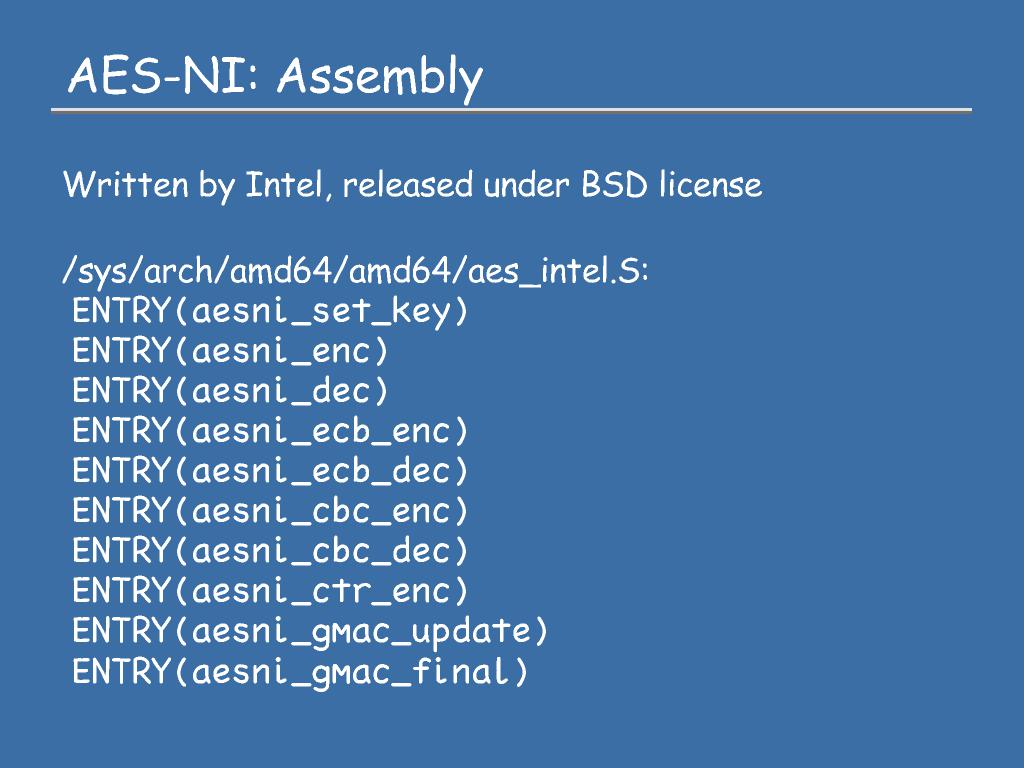 AES-NI: Assembly
Written by Intel, released under BSD license
/sys/arch/amd64/amd64/aes_intel.S:
ENTRY(aesni_set_key)
ENTRY(aesni_enc)
ENTRY(aesni_dec)
ENTRY(aesni_ecb_enc)
ENTRY(aesni_ecb_dec)
ENTRY(aesni_cbc_enc)
ENTRY(aesni_cbc_dec)
ENTRY(aesni_ctr_enc)
ENTRY(aesni_gmac_update)
ENTRY(aesni_gmac_final)